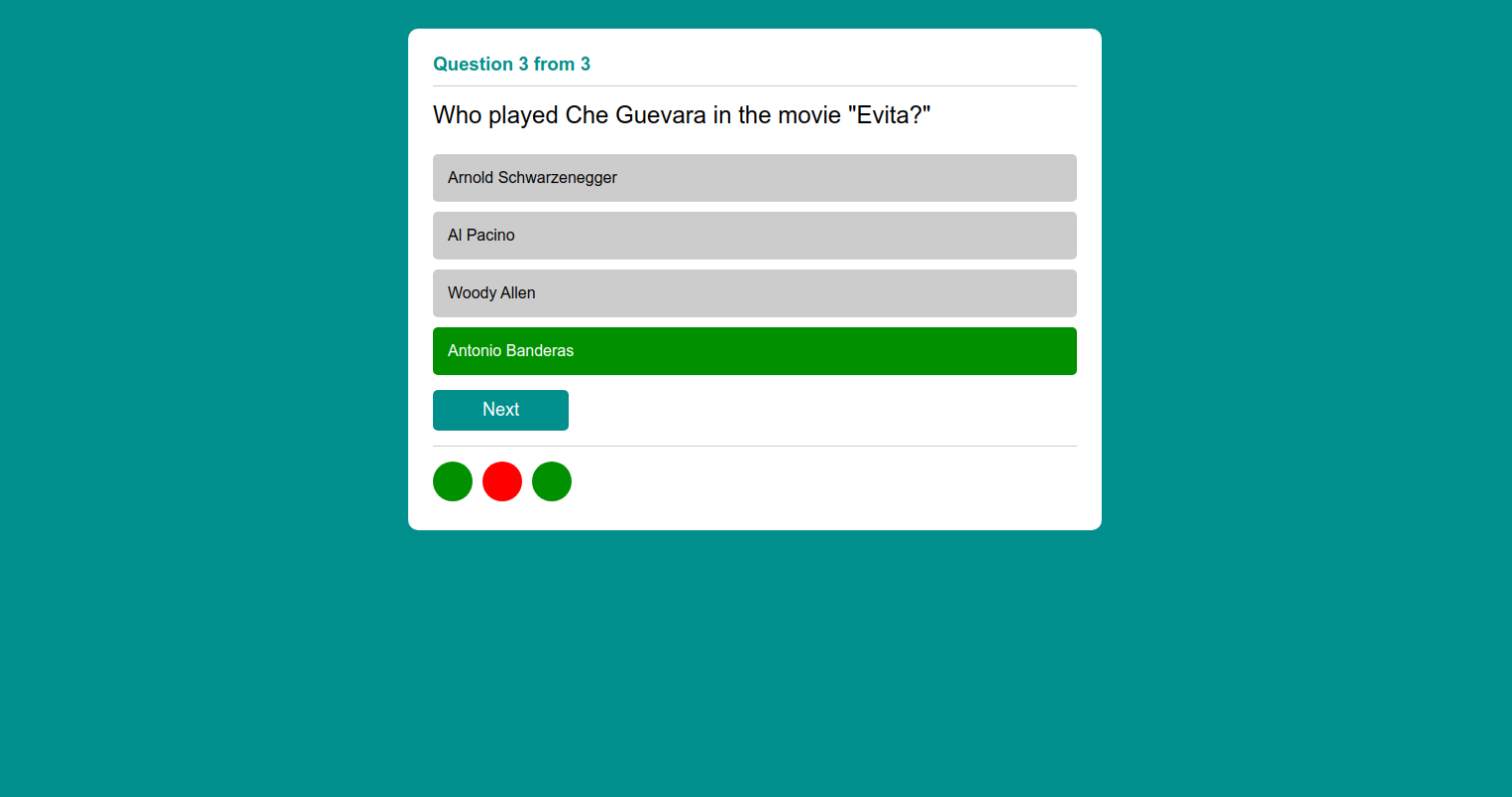 Question 3 from 3
Who played Che Guevara in the movie "Evita?"
Arnold Schwarzenegger
Al Pacino
Woody Allen
Antonio Banderas
Next